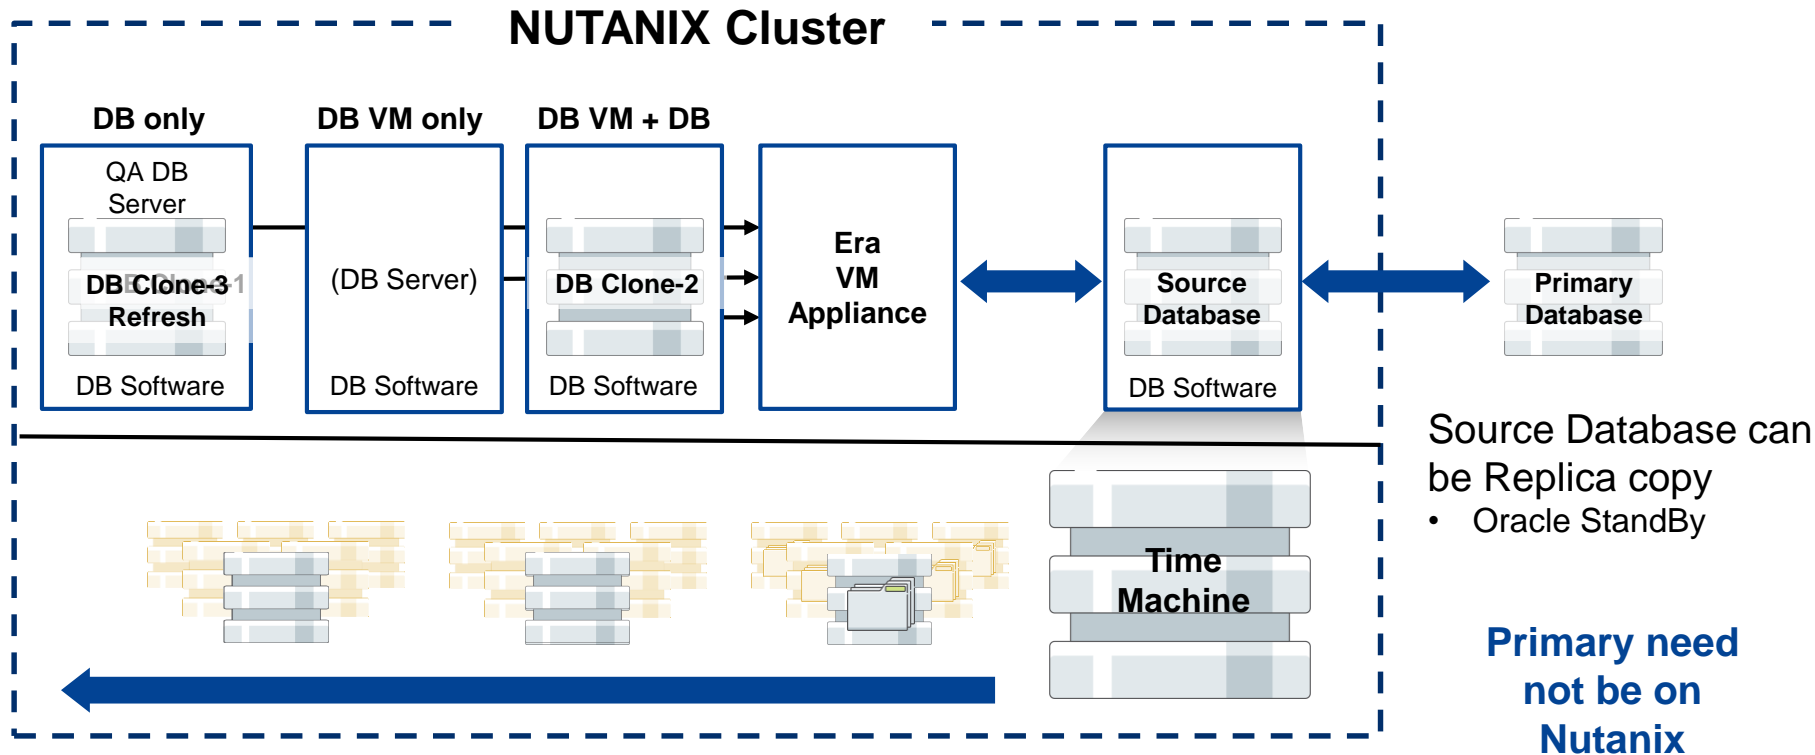 NUTANIX Cluster
DB only
DB VM only
DB VM + DB
QA DB
Server
DB Clone-3
Refresh
DB Software
(DB Server)
DB Software
DB Clone-2
DB Software
Era
VM
Appliance
Source
Database
DB Software
Primary
Database
Time
Machine
Source Database can
be Replica copy
• Oracle StandBy
Primary need
not be on
Nutanix